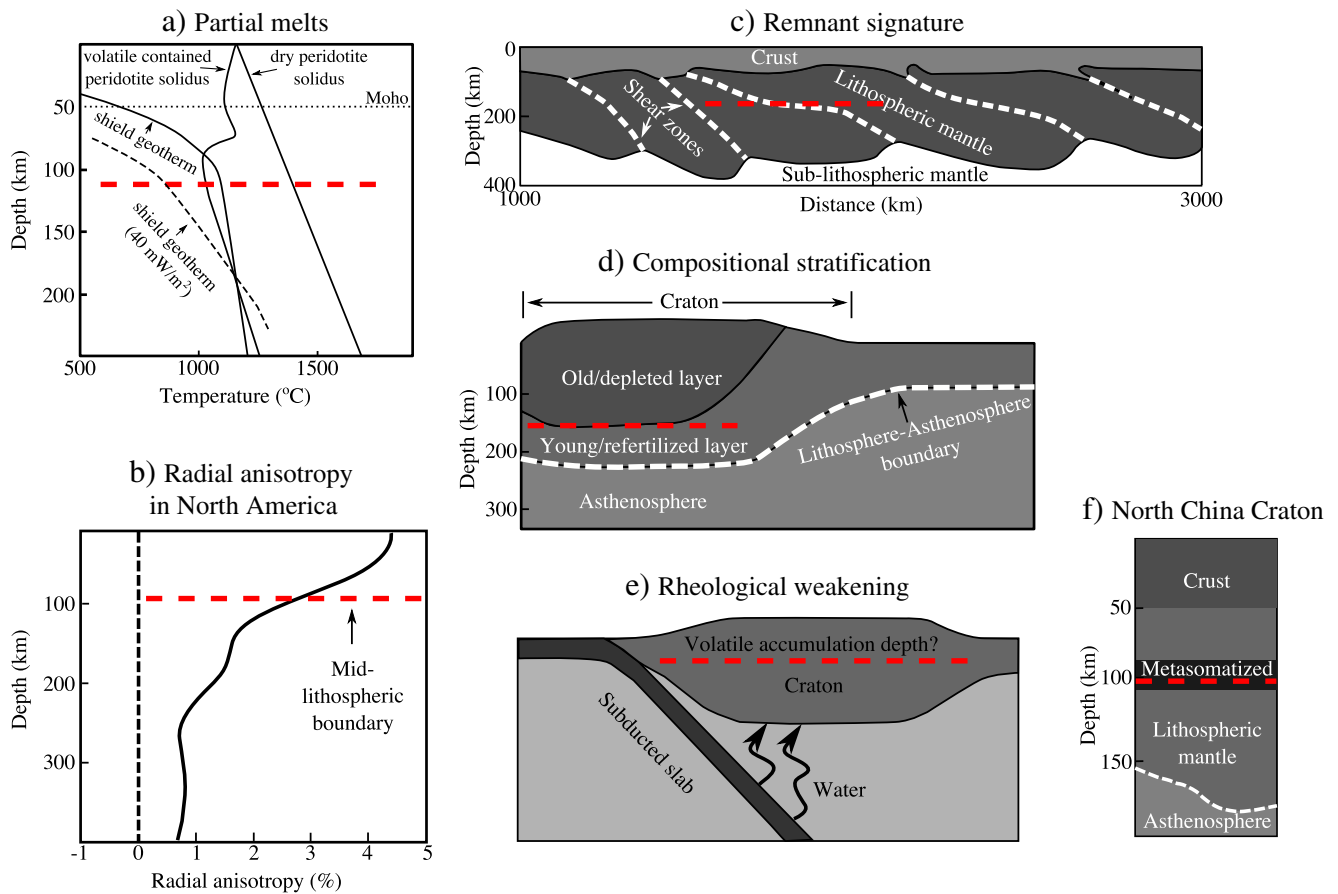 a) Partial melts
volatile contained
peridotite solidus
dry peridotite
solidus
Moho
shield geotherm
shield geotherm
(40 mW/m²)
50
100
150
200
Depth (km)
500
1000
1500
Temperature (ºC)
b) Radial anisotropy
in North America
100
200
300
Depth (km)
Mid-
lithospheric
boundary
-1
0
1
2
3
4
5
Radial anisotropy (%)
c) Remnant signature
0
100
200
400
Depth (km)
Crust
Shear
zones
Lithospheric
mantle
Sub-lithospheric mantle
1000
3000
Distance (km)
d) Compositional stratification
Craton
Old/depleted layer
Young/refertilized layer
Asthenosphere
Lithosphere-Asthenosphere
boundary
100
200
300
Depth (km)
e) Rheological weakening
Volatile accumulation depth?
Craton
Subducted slab
Water
f) North China Craton
Crust
50
Metasomatized
100
Lithospheric
mantle
150
Asthenosphere
Depth (km)